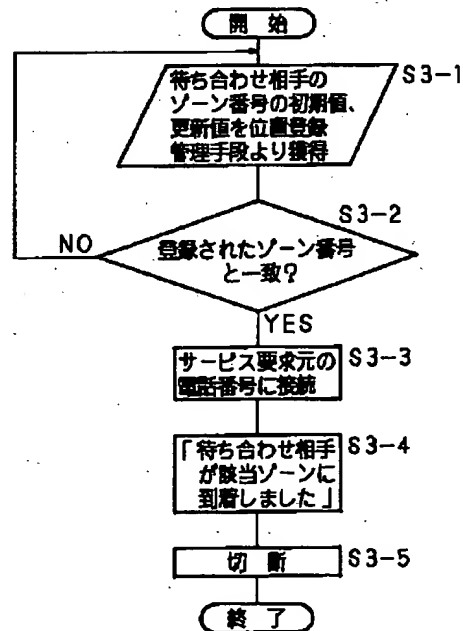 開始
待ち合わせ相手の
ゾーン番号の初期値、
更新値を位置登録
管理手段より獲得
S3-1
S3-2
登録されたゾーン番号
と一致?
NO
YES
サービス要求元の
電話番号に接続
S3-3
「待ち合わせ相手
が該当ゾーンに
到着しました」
S3-4
切断
S3-5
終了